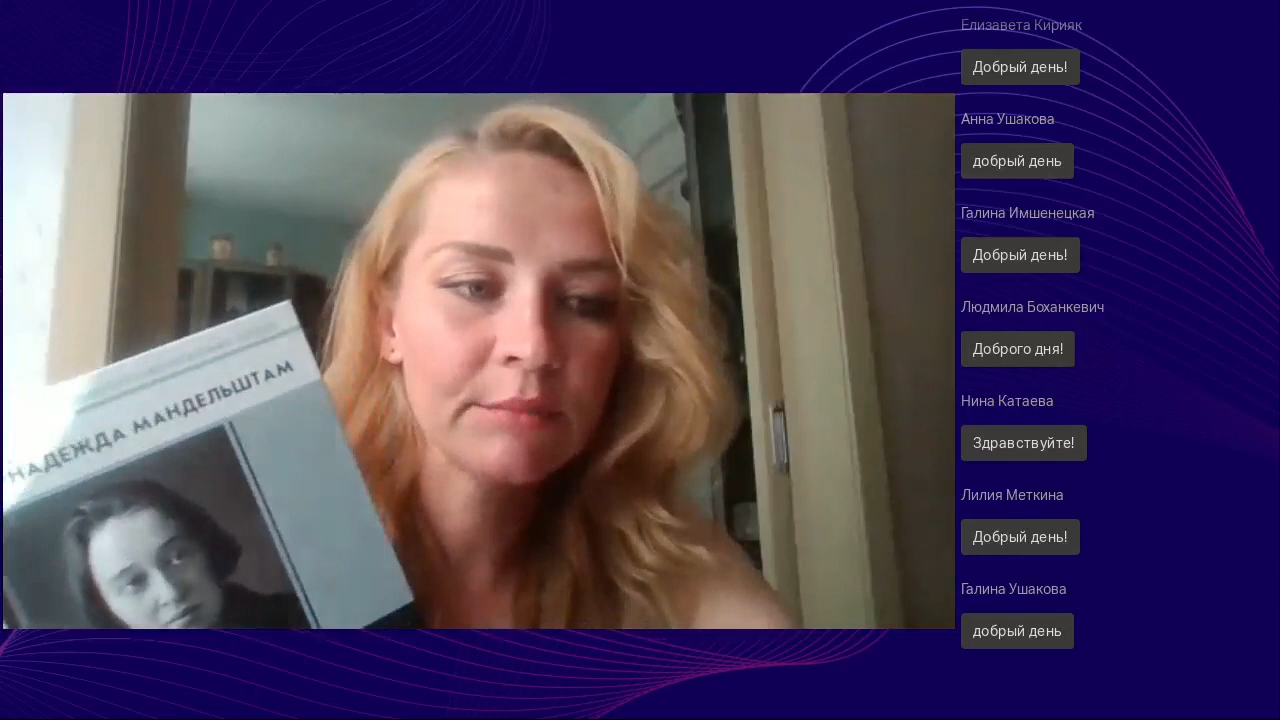 НАДЕЖДА МАНДЕЛЬШТАМ
Елизавета Кирияк
Добрый день!
Анна Ушакова
добрый день
Галина Имшенецкая
Добрый день!
Людмила Боханкевич
Доброго дня!
Нина Катаева
Здравствуйте!
Лилия Меткина
Добрый день!
Галина Ушакова
добрый день